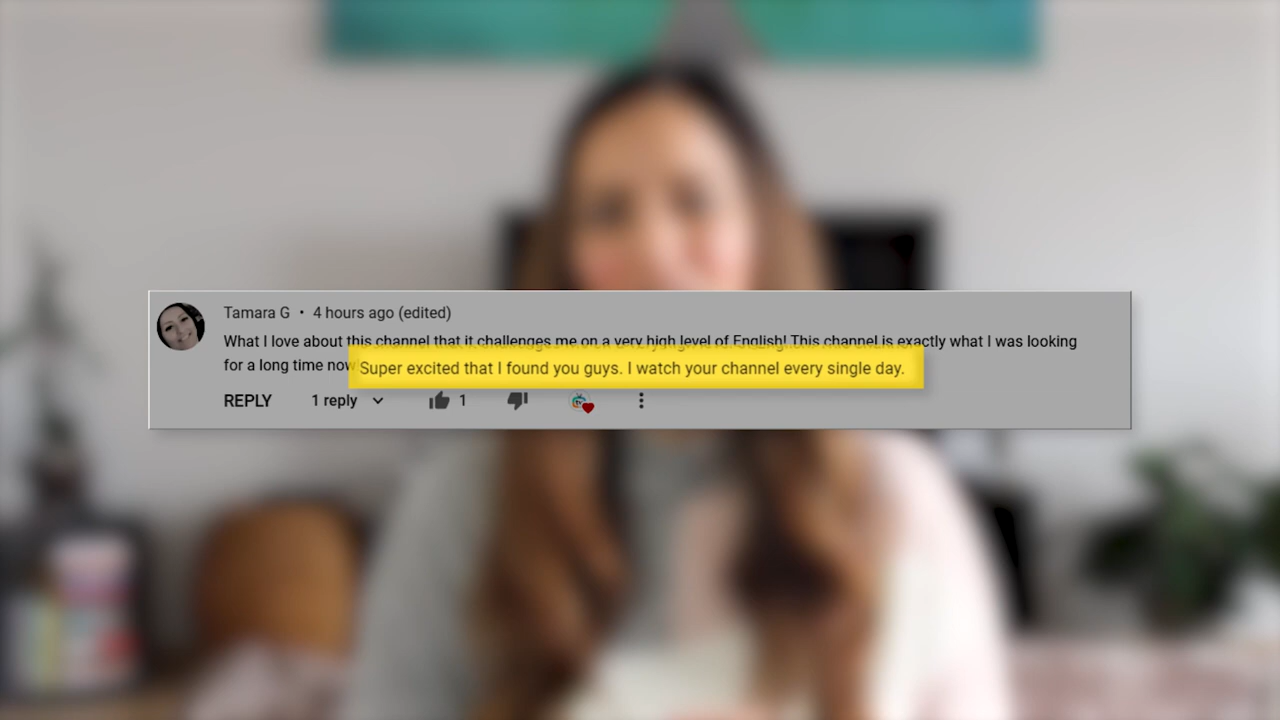 Tamara G • 4 hours ago (edited)
What I love about this channel that it challenges me on a very high level of English! This channel is exactly what I was looking
for a long time now
Super excited that I found you guys. I watch your channel every single day.
REPLY 1 reply 1